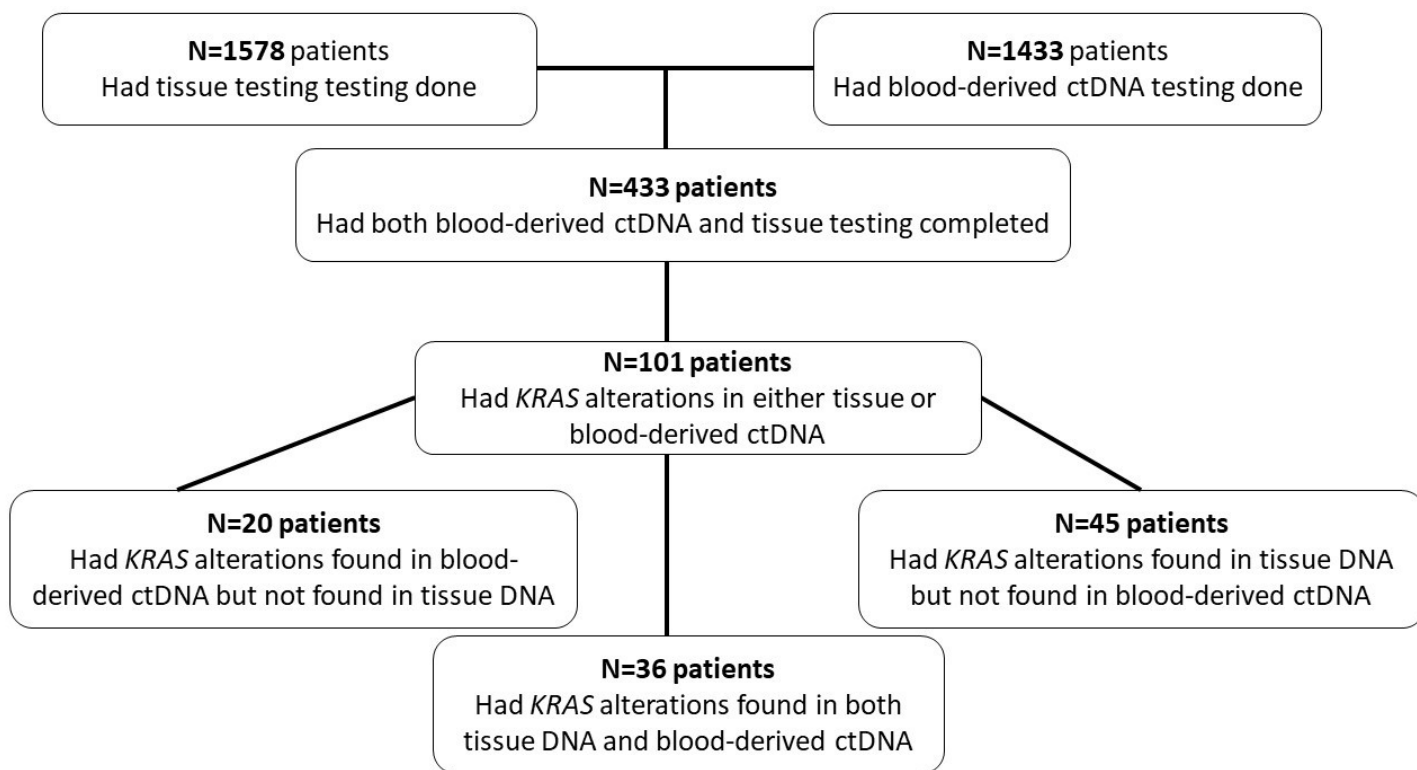 N=1578 patients
Had tissue testing testing done
N=1433 patients
Had blood-derived ctDNA testing done
N=433 patients
Had both blood-derived ctDNA and tissue testing completed
N=101 patients
Had KRAS alterations in either tissue or
blood-derived ctDNA
N=20 patients
Had KRAS alterations found in blood-
derived ctDNA but not found in tissue DNA
N=45 patients
Had KRAS alterations found in tissue DNA
but not found in blood-derived ctDNA
N=36 patients
Had KRAS alterations found in both
tissue DNA and blood-derived ctDNA